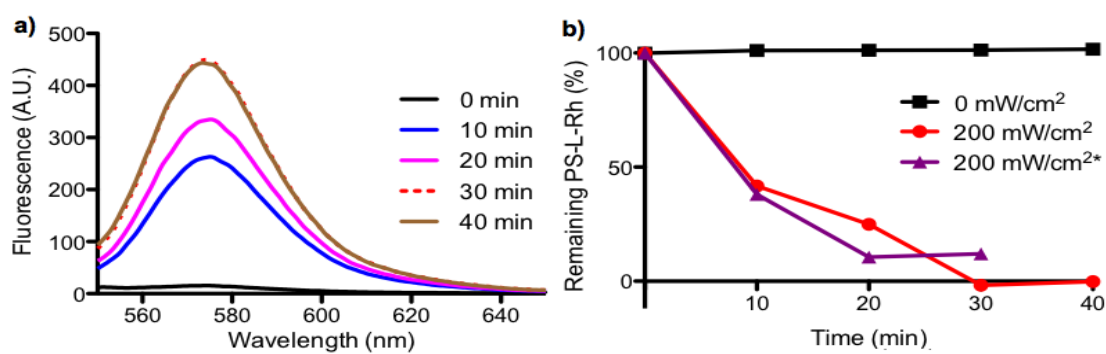 a)
500
400
300
200
100
0
Fluorescence (A.U.)
560 580 600 620 640
Wavelength (nm)
0 min
10 min
20 min
30 min
40 min
b)
100
50
0
Remaining PS-L-Rh (%)
10 20 30 40
Time (min)
0 mW/cm²
200 mW/cm²
200 mW/cm²*